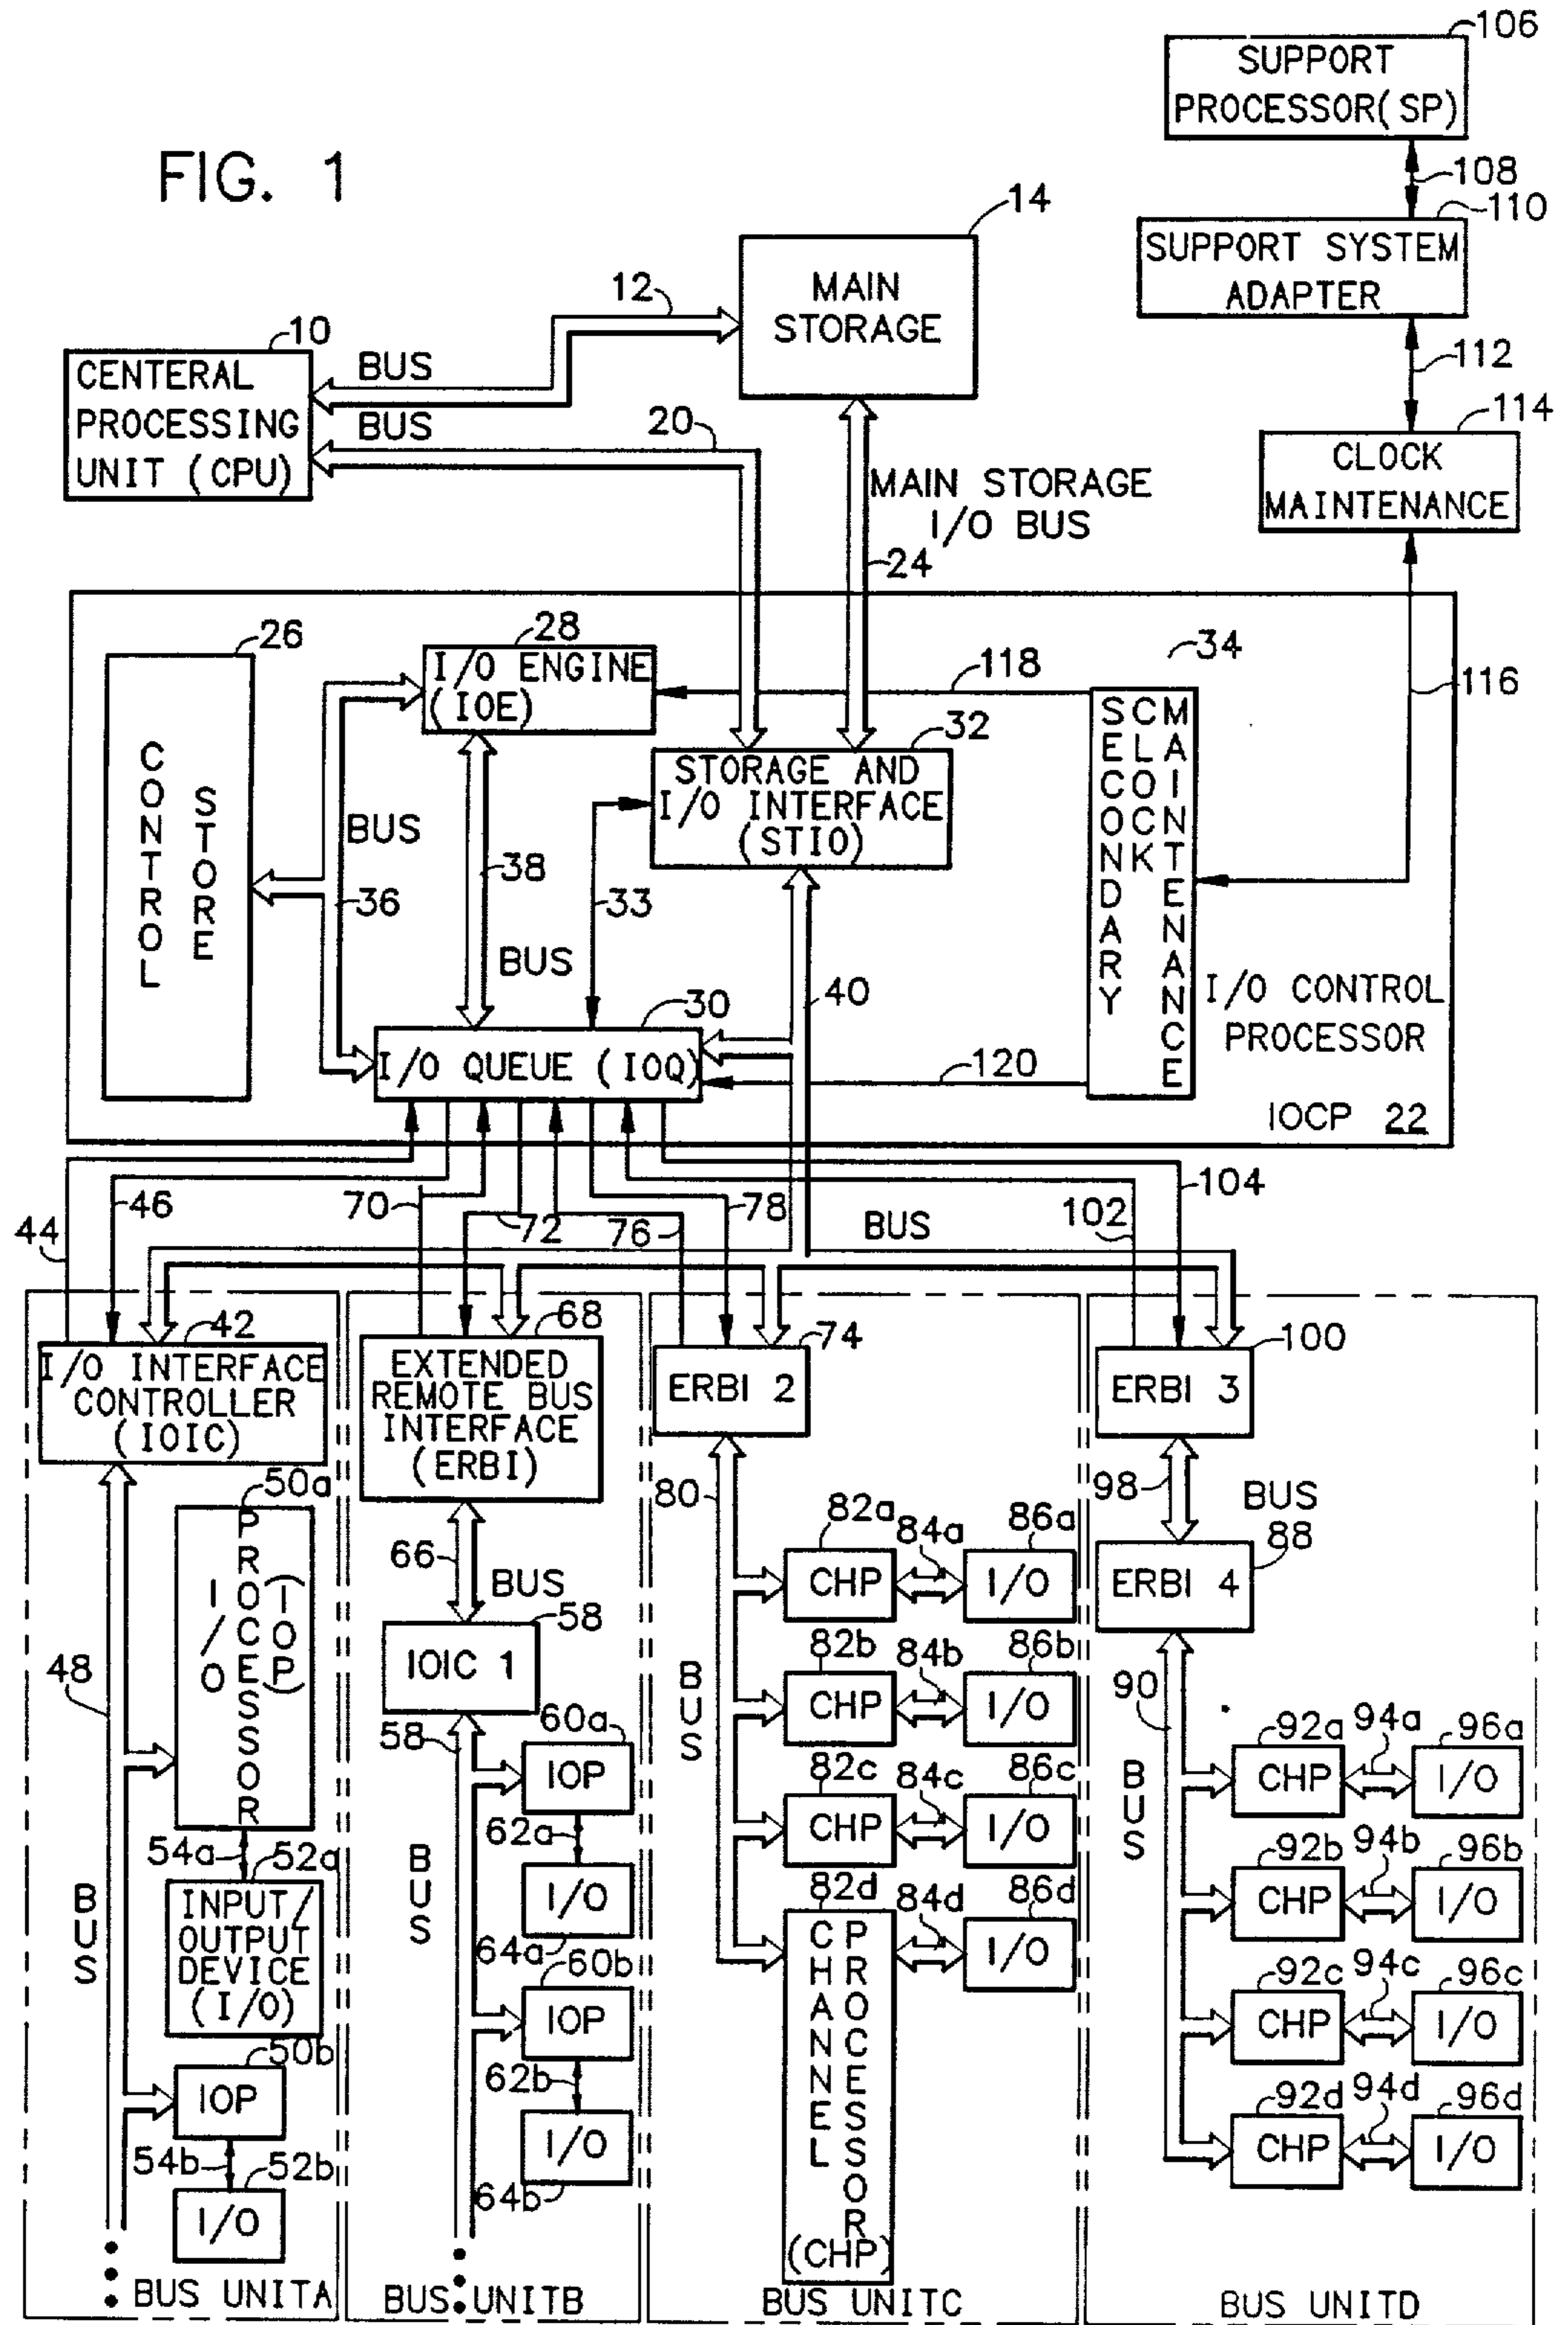 FIG. 1
106
SUPPORT
PROCESSOR(SP)
108
110
SUPPORT SYSTEM
ADAPTER
112
114
CLOCK
MAINTENANCE
116
14
MAIN
STORAGE
12
10
CENTERAL
PROCESSING
UNIT (CPU)
BUS
BUS
20
MAIN STORAGE
I/O BUS
24
26
CONTROL
STORE
28
I/O ENGINE
(IOE)
118
34
SECONDARY
CLOCK
MAINTENANCE
32
STORAGE AND
I/O INTERFACE
(STIO)
BUS
36
38
33
BUS
40
30
I/O QUEUE (IOQ)
120
I/O CONTROL
PROCESSOR
IOCP 22
44
46
70
72
76
78
BUS
102
104
42
I/O INTERFACE
CONTROLLER
(IOIC)
48
BUS
50a
I/O
PROCESSOR
(IOP)
54a
52a
INPUT/
OUTPUT
DEVICE
(I/O)
50b
IOP
54b
52b
I/O
BUS UNITA
68
EXTENDED
REMOTE BUS
INTERFACE
(ERBI)
66
BUS
58
IOIC 1
58
BUS
60a
IOP
62a
I/O
64a
60b
IOP
62b
I/O
64b
BUS UNITB
74
ERBI 2
80
BUS
82a
CHP
84a
86a
I/O
82b
CHP
84b
86b
I/O
82c
CHP
84c
86c
I/O
82d
CHANNEL
PROCESSOR
(CHP)
84d
86d
I/O
BUS UNITC
100
ERBI 3
98
BUS
88
ERBI 4
90
BUS
92a
CHP
94a
96a
I/O
92b
CHP
94b
96b
I/O
92c
CHP
94c
96c
I/O
92d
CHP
94d
96d
I/O
BUS UNITD